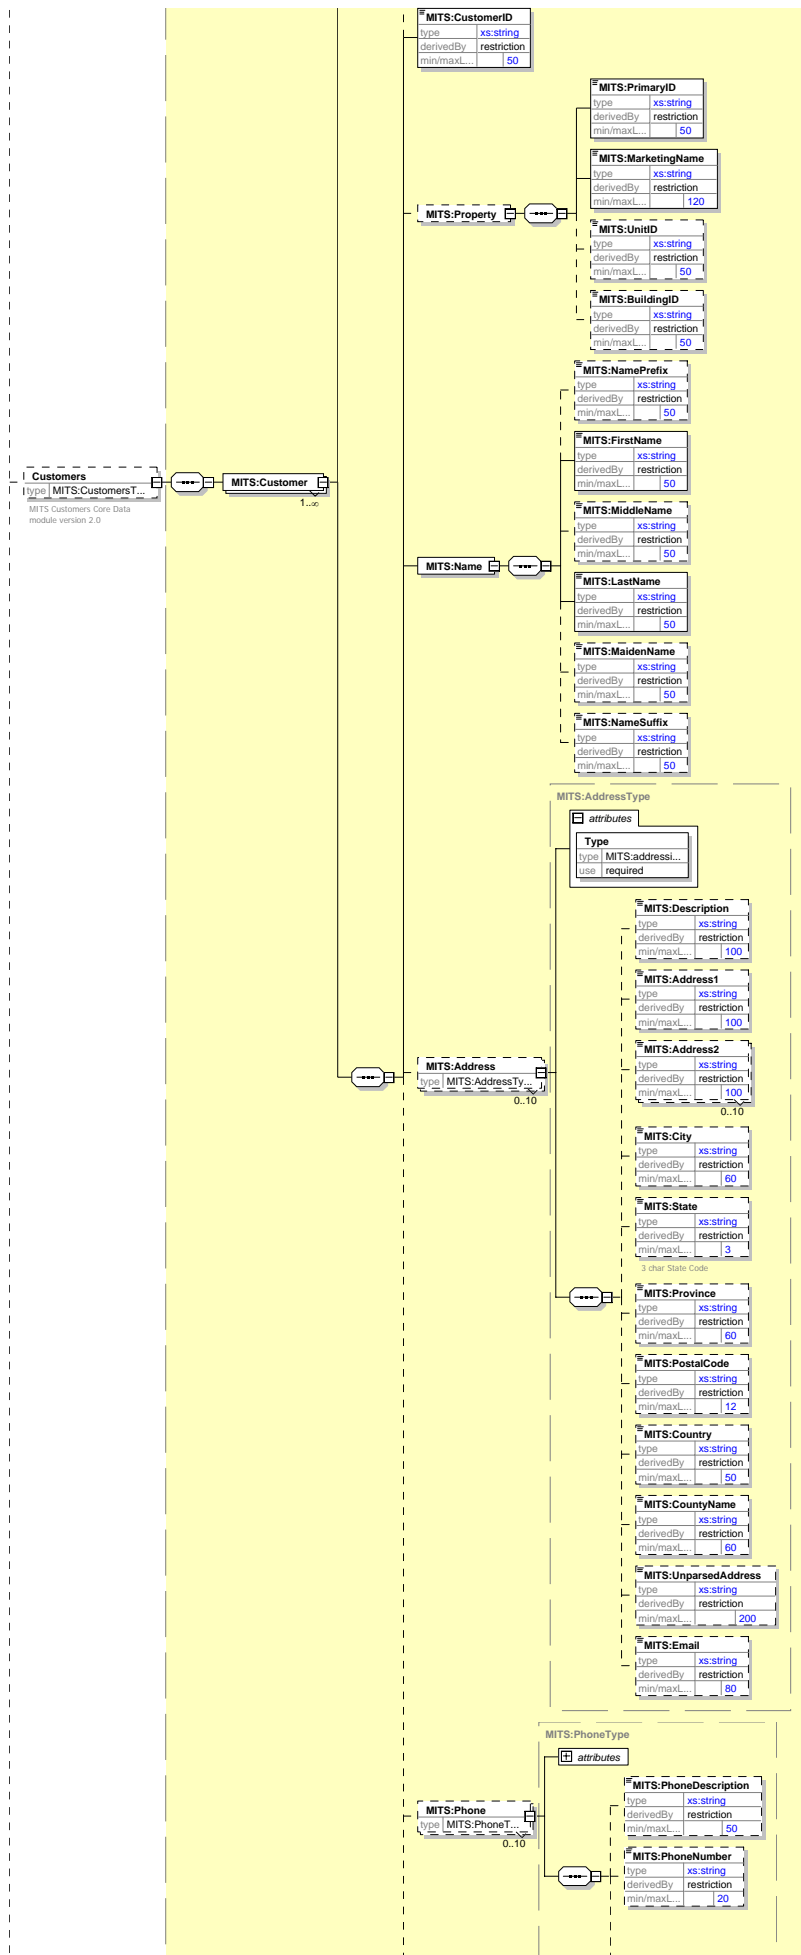 MITS:CustomerID
type xs:string
derivedBy restriction
min/maxL... 50
MITS:PrimaryID
type xs:string
derivedBy restriction
min/maxL... 50
MITS:MarketingName
type xs:string
derivedBy restriction
min/maxL... 120
MITS:Property
MITS:UnitID
type xs:string
derivedBy restriction
min/maxL... 50
MITS:BuildingID
type xs:string
derivedBy restriction
min/maxL... 50
MITS:NamePrefix
type xs:string
derivedBy restriction
min/maxL... 50
MITS:FirstName
type xs:string
derivedBy restriction
min/maxL... 50
Customers
type MITS:CustomersT...
MITS Customers Core Data
module version 2.0
MITS:Customer
1..∞
MITS:MiddleName
type xs:string
derivedBy restriction
min/maxL... 50
MITS:Name
MITS:LastName
type xs:string
derivedBy restriction
min/maxL... 50
MITS:MaidenName
type xs:string
derivedBy restriction
min/maxL... 50
MITS:NameSuffix
type xs:string
derivedBy restriction
min/maxL... 50
MITS:AddressType
attributes
Type
type MITS:addressi...
use required
MITS:Description
type xs:string
derivedBy restriction
min/maxL... 100
MITS:Address1
type xs:string
derivedBy restriction
min/maxL... 100
MITS:Address
type MITS:AddressTy...
0..10
MITS:Address2
type xs:string
derivedBy restriction
min/maxL... 100
0..10
MITS:City
type xs:string
derivedBy restriction
min/maxL... 60
MITS:State
type xs:string
derivedBy restriction
min/maxL... 3
3 char State Code
MITS:Province
type xs:string
derivedBy restriction
min/maxL... 60
MITS:PostalCode
type xs:string
derivedBy restriction
min/maxL... 12
MITS:Country
type xs:string
derivedBy restriction
min/maxL... 50
MITS:CountyName
type xs:string
derivedBy restriction
min/maxL... 60
MITS:UnparsedAddress
type xs:string
derivedBy restriction
min/maxL... 200
MITS:Email
type xs:string
derivedBy restriction
min/maxL... 80
MITS:PhoneType
attributes
MITS:Phone
type MITS:PhoneT...
0..10
MITS:PhoneDescription
type xs:string
derivedBy restriction
min/maxL... 50
MITS:PhoneNumber
type xs:string
derivedBy restriction
min/maxL... 20